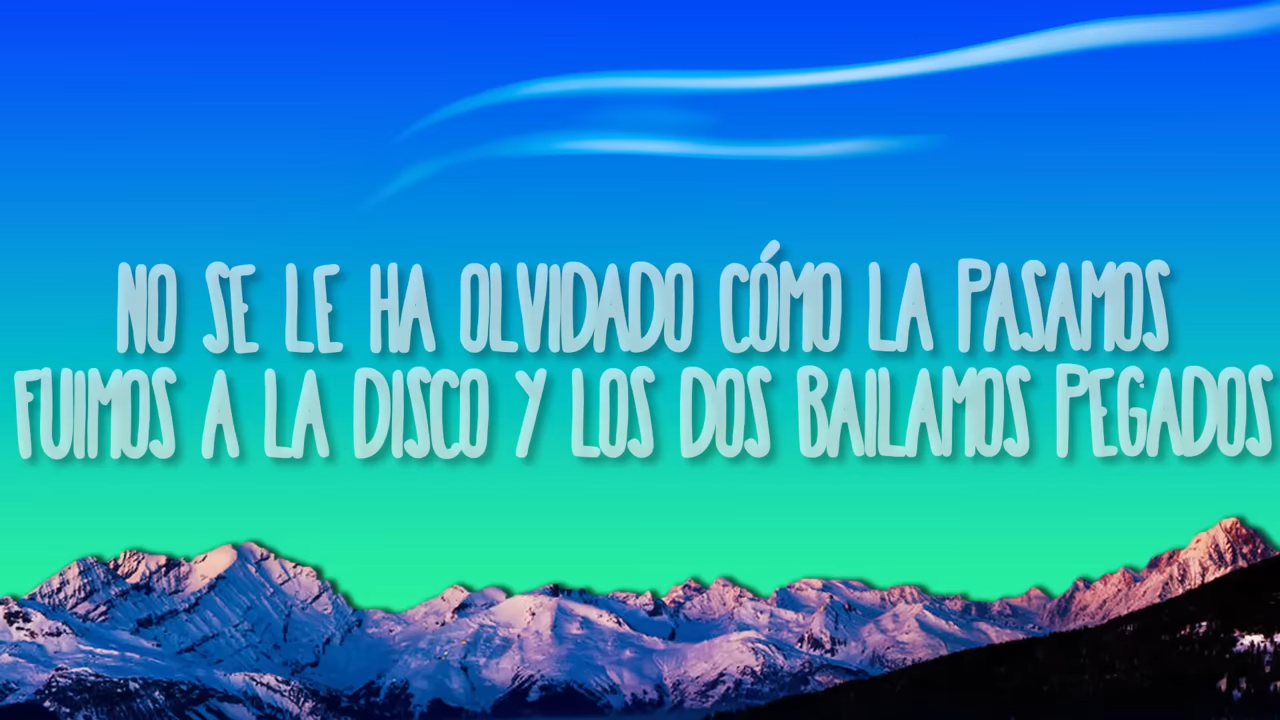 NO SE LE HA OLVIDADO CÓMO LA PASAMOS
FUIMOS A LA DISCO Y LOS DOS BAILAMOS PEGADOS